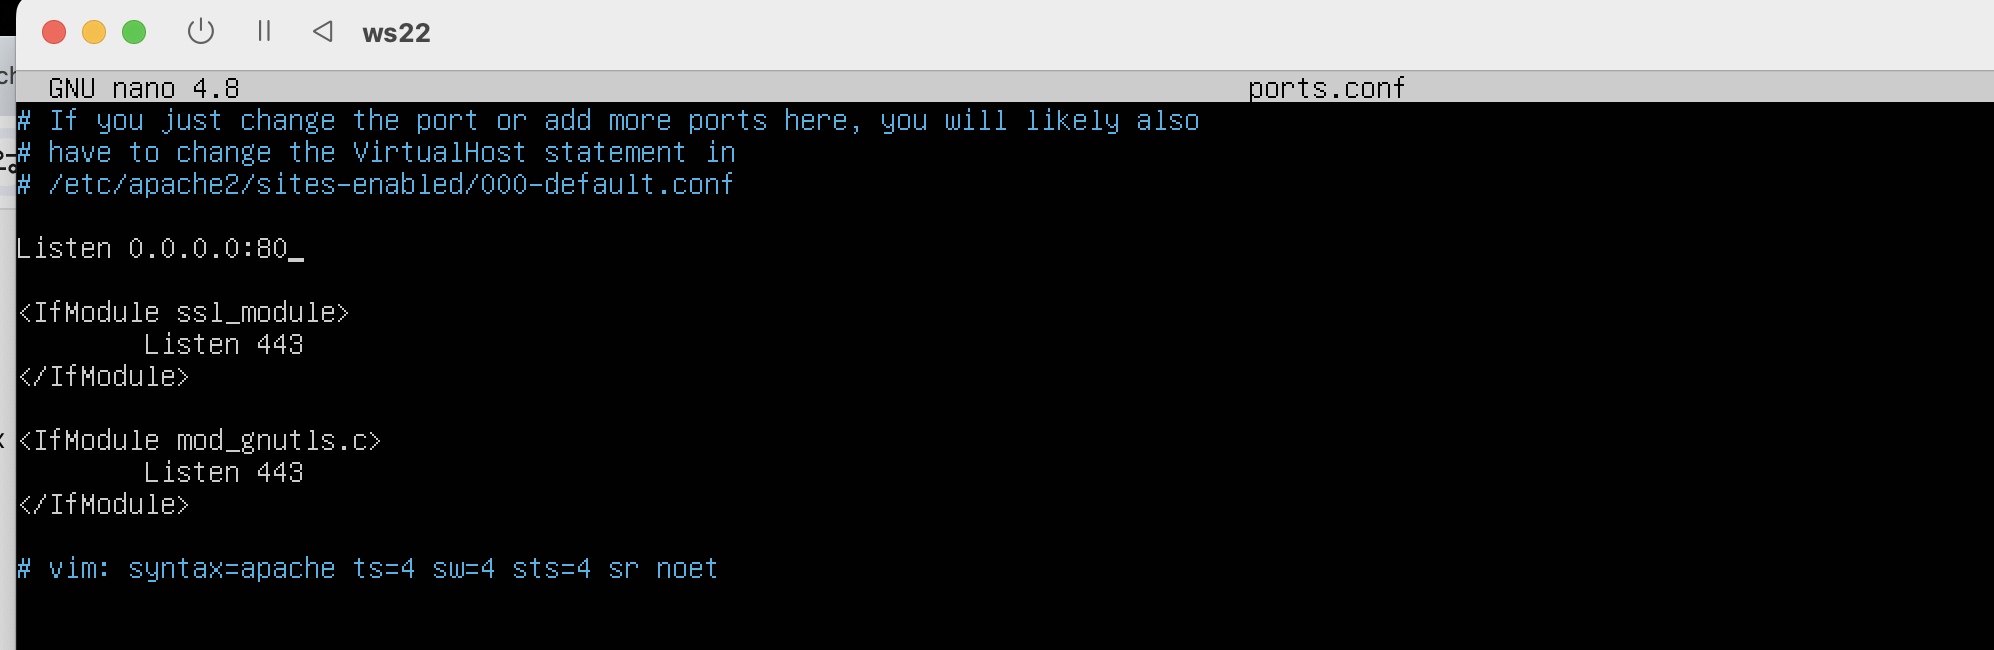 ws22
GNU nano 4.8 ports.conf
# If you just change the port or add more ports here, you will likely also
# have to change the VirtualHost statement in
# /etc/apache2/sites-enabled/000-default.conf
Listen 0.0.0.0:80
<IfModule ssl_module>
Listen 443
</IfModule>
<IfModule mod_gnutls.c>
Listen 443
</IfModule>
# vim: syntax=apache ts=4 sw=4 sts=4 sr noet